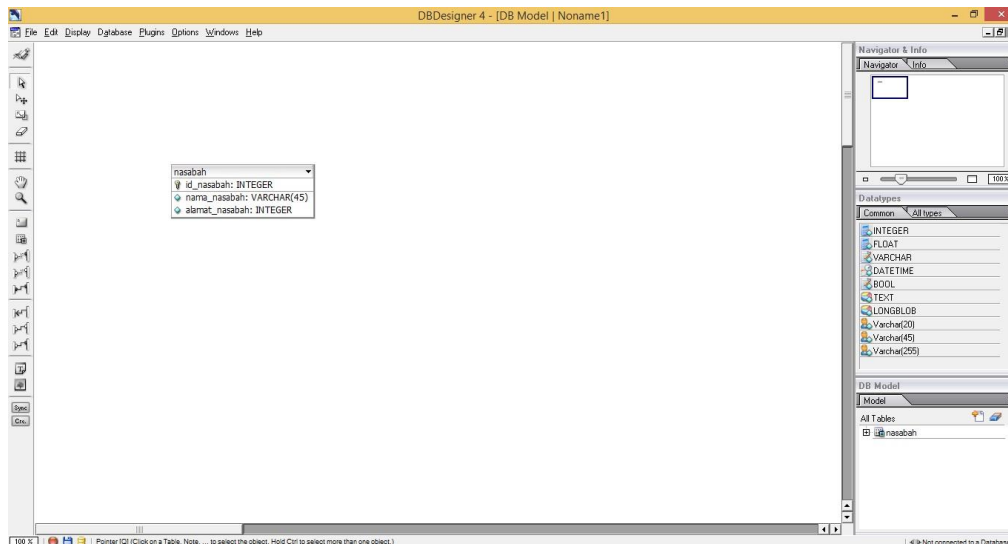 DBDesigner 4 - [DB Model | Noname1]
File Edit Display Database Plugins Options Windows Help
Navigator & Info
Navigator Info
100%
nasabah
id_nasabah: INTEGER
nama_nasabah: VARCHAR(45)
alamat_nasabah: INTEGER
Datatypes
Common All types
INTEGER
FLOAT
VARCHAR
DATETIME
BOOL
TEXT
LONGBLOB
Varchar(20)
Varchar(45)
Varchar(255)
DB Model
Model
All Tables
nasabah
Sync
100 %
Pointer [Q] (Click on a Table, Note, ... to select the object. Hold Ctrl to select more than one object.)
Not connected to a Database